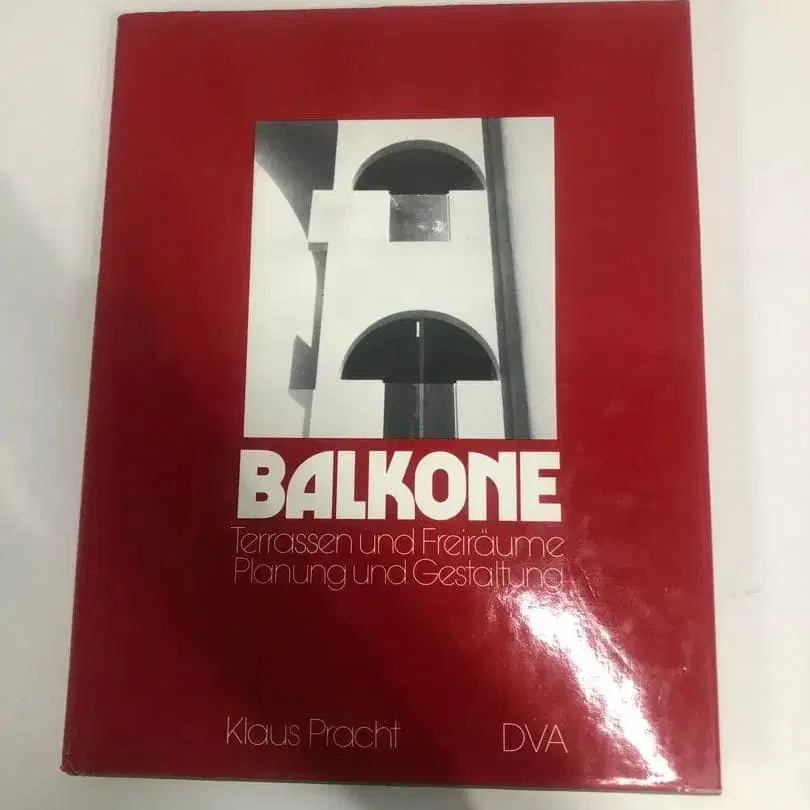 BALKONE
Terrassen und Freiräume
Planung und Gestaltung
Klaus Pracht DVA